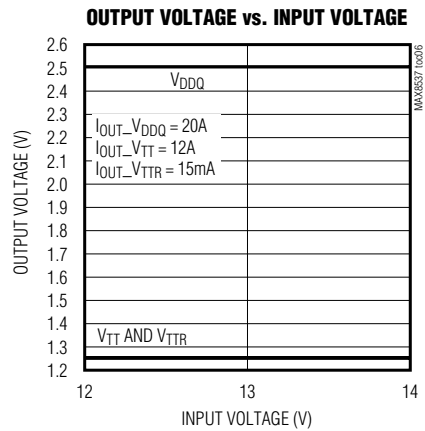 OUTPUT VOLTAGE vs. INPUT VOLTAGE
MAX8537 toc06
OUTPUT VOLTAGE (V)
2.6
2.5
2.4
2.3
2.2
2.1
2.0
1.9
1.8
1.7
1.6
1.5
1.4
1.3
1.2
VDDQ
IOUT_VDDQ = 20A
IOUT_VTT = 12A
IOUT_VTTR = 15mA
VTT AND VTTR
12 13 14
INPUT VOLTAGE (V)